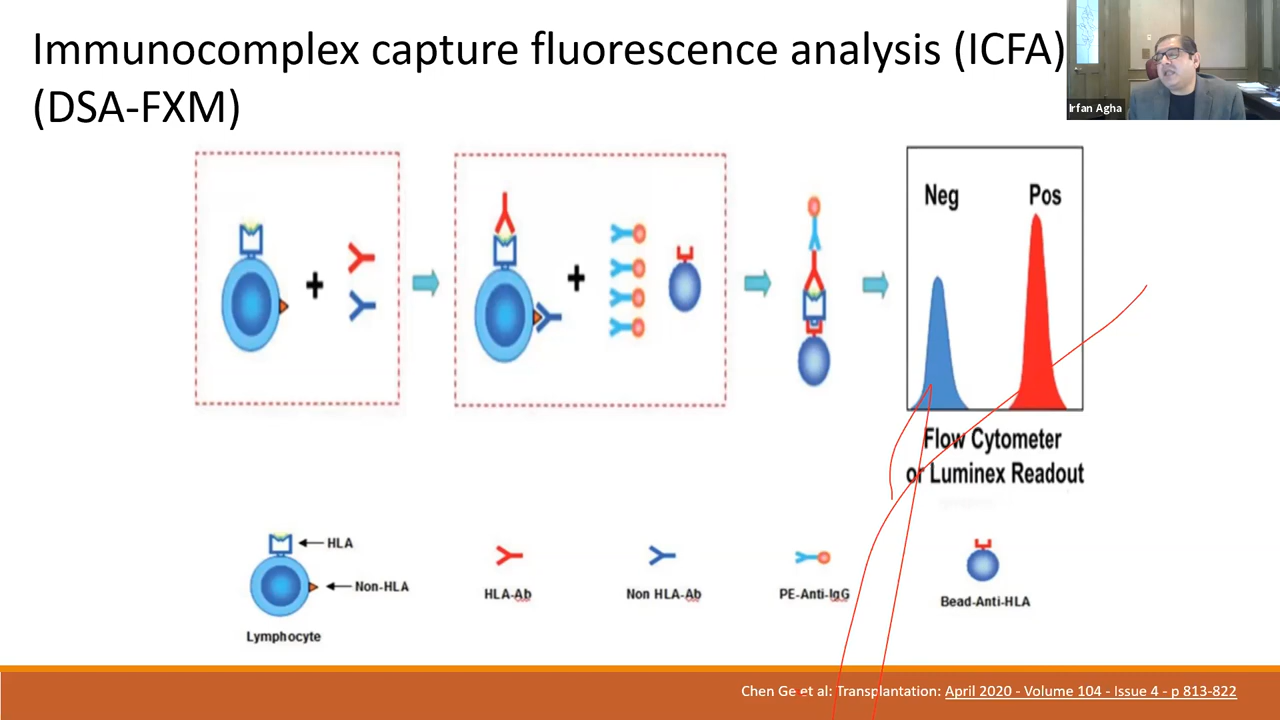 Immunocomplex capture fluorescence analysis (ICFA)
(DSA-FXM)
Irfan Agha
Neg Pos
+
+
Flow Cytometer
or Luminex Readout
HLA
Non-HLA
Lymphocyte
HLA-Ab
Non HLA-Ab
PE-Anti-IgG
Bead-Anti-HLA
Chen Ge et al: Transplantation: April 2020 - Volume 104 - Issue 4 - p 813-822